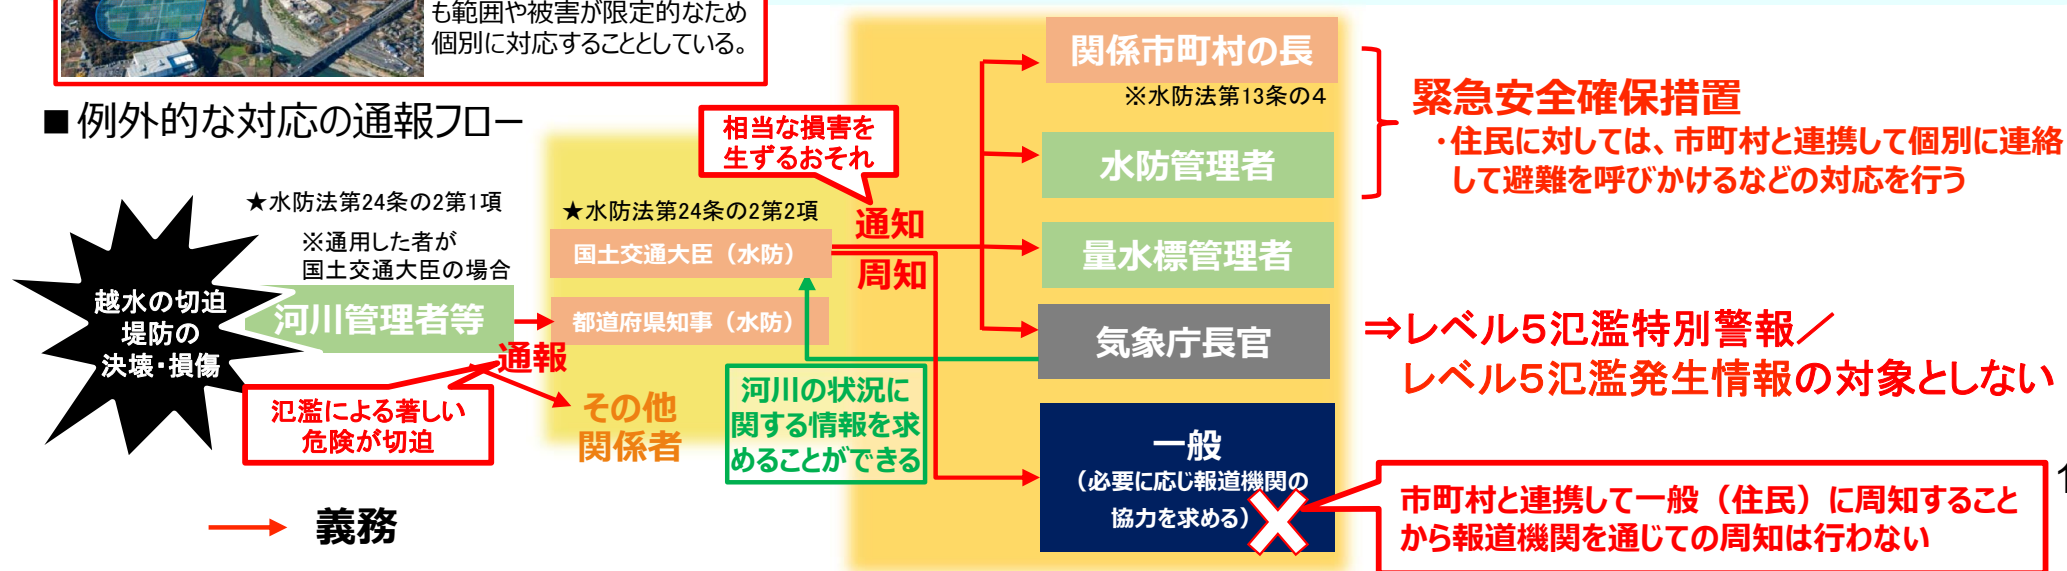 も範囲や被害が限定的なため
個別に対応することとしている。
■例外的な対応の通報フロー
越水の切迫
堤防の
決壊・損傷
★水防法第24条の2第1項
※通用した者が
国土交通大臣の場合
河川管理者等
通報
氾濫による著しい
危険が切迫
→ 義務
★水防法第24条の2第2項
国土交通大臣（水防）
都道府県知事（水防）
その他
関係者
相当な損害を
生ずるおそれ
通知
周知
河川の状況に
関する情報を求
めることができる
関係市町村の長
※水防法第13条の4
水防管理者
量水標管理者
気象庁長官
一般
（必要に応じ報道機関の
協力を求める）
緊急安全確保措置
・住民に対しては、市町村と連携して個別に連絡
して避難を呼びかけるなどの対応を行う
⇒レベル5氾濫特別警報／
レベル5氾濫発生情報の対象としない
市町村と連携して一般（住民）に周知すること
から報道機関を通じての周知は行わない